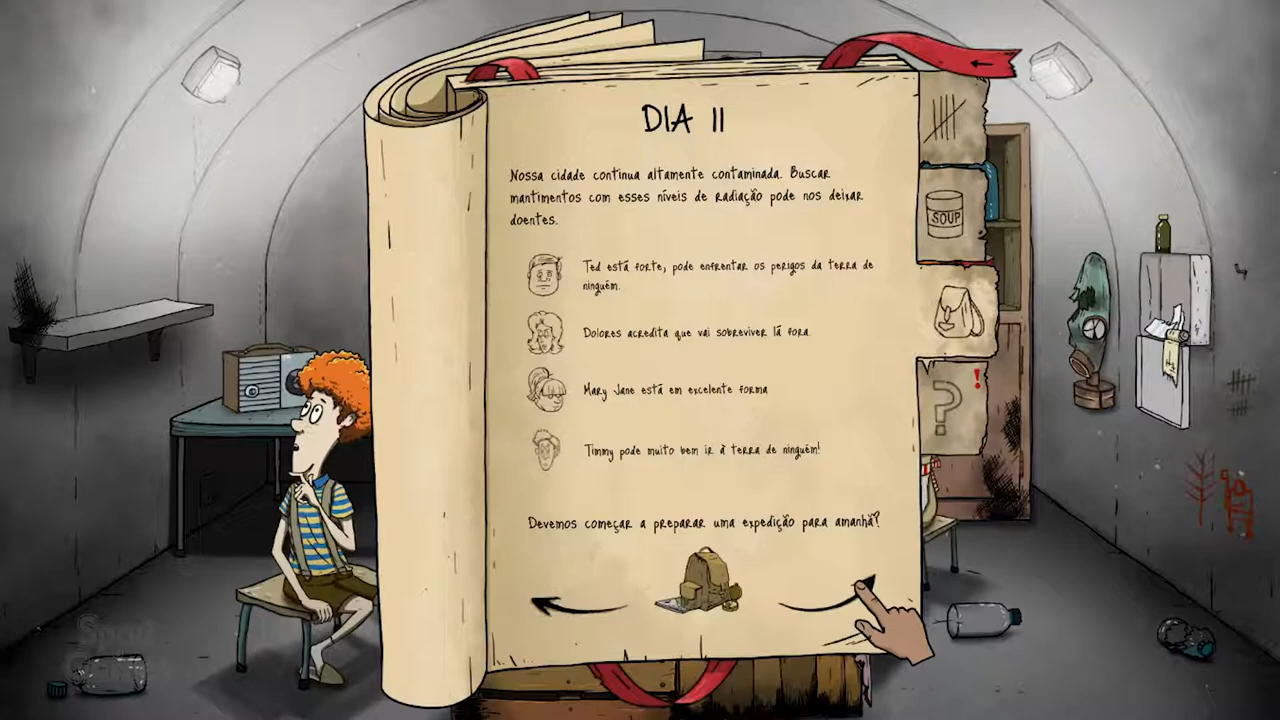 DIA 11
Nossa cidade continua altamente contaminada. Buscar
mantimentos com esses níveis de radiação pode nos deixar
doentes.
Ted está forte, pode enfrentar os perigos da terra de
ninguém.
Dolores acredita que vai sobreviver lá fora.
Mary Jane está em excelente forma
Timmy pode muito bem ir à terra de ninguém!
Devemos começar a preparar uma expedição para amanhã?
SOUP
?
!